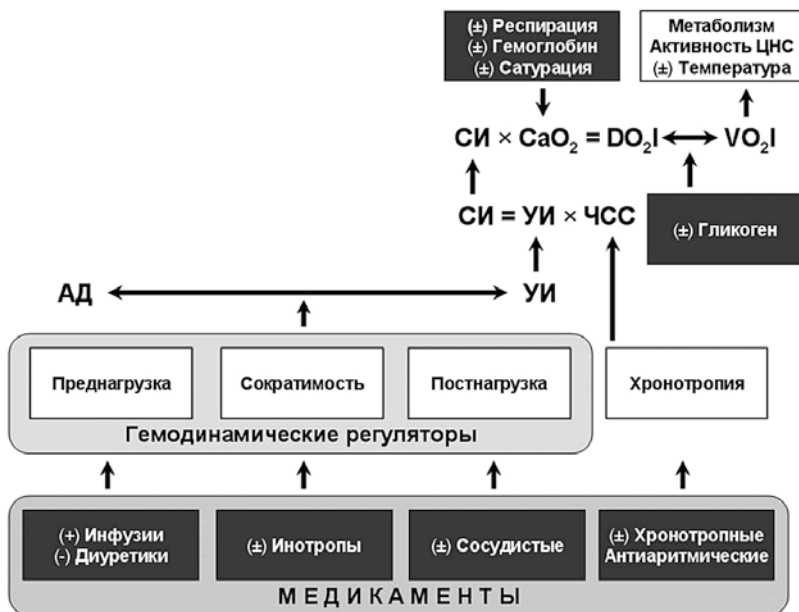 (±) Респирация
(±) Гемоглобин
(±) Сатурация
Метаболизм
Активность ЦНС
(±) Температура
СИ × CaO₂ = DO₂I VO₂I
СИ = УИ × ЧСС
(±) Гликоген
АД УИ
Преднагрузка
Сократимость
Постнагрузка
Хронотропия
Гемодинамические регуляторы
(+) Инфузии
(-) Диуретики
(±) Инотропы
(±) Сосудистые
(±) Хронотропные
Антиаритмические
МЕДИКАМЕНТЫ